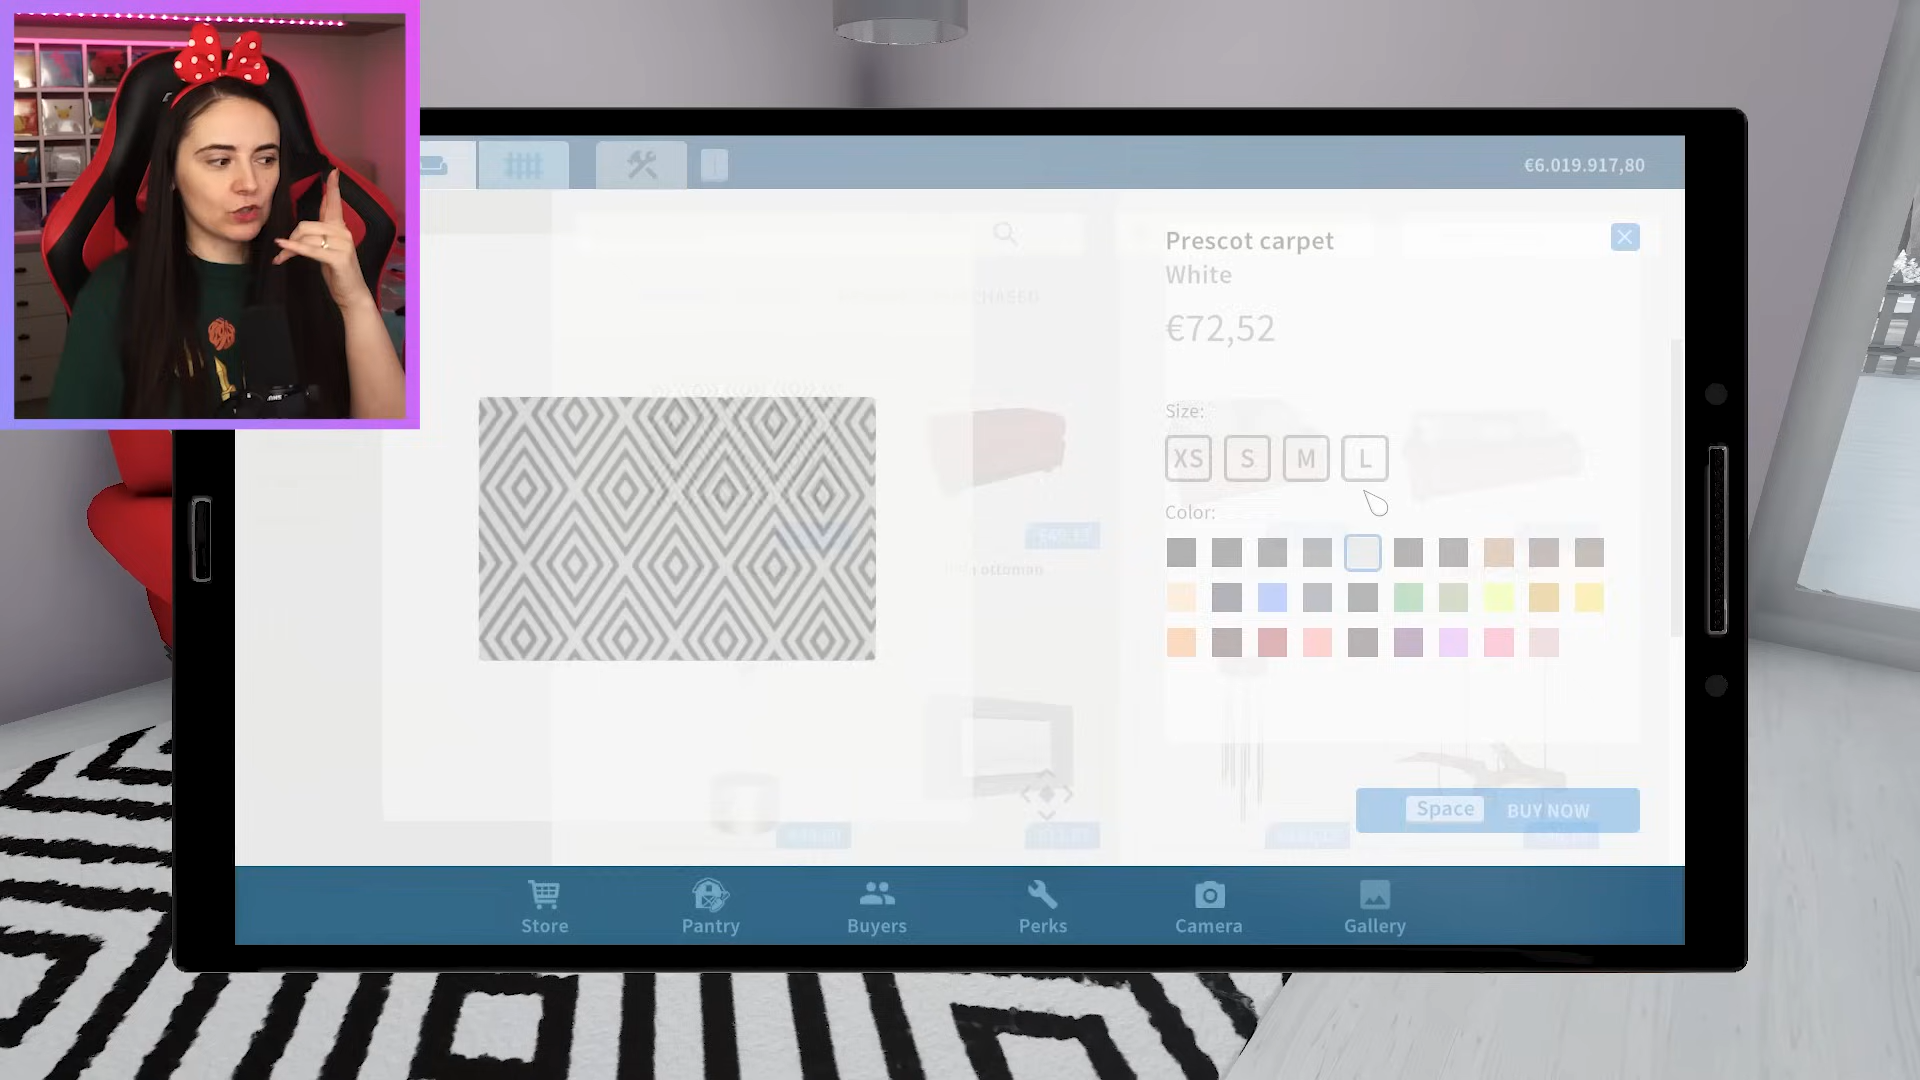 €6.019.917,80
Prescot carpet
White
€72,52
Size:
XS S M L
Color:
ottoman
Space BUY NOW
Store Pantry Buyers Perks Camera Gallery